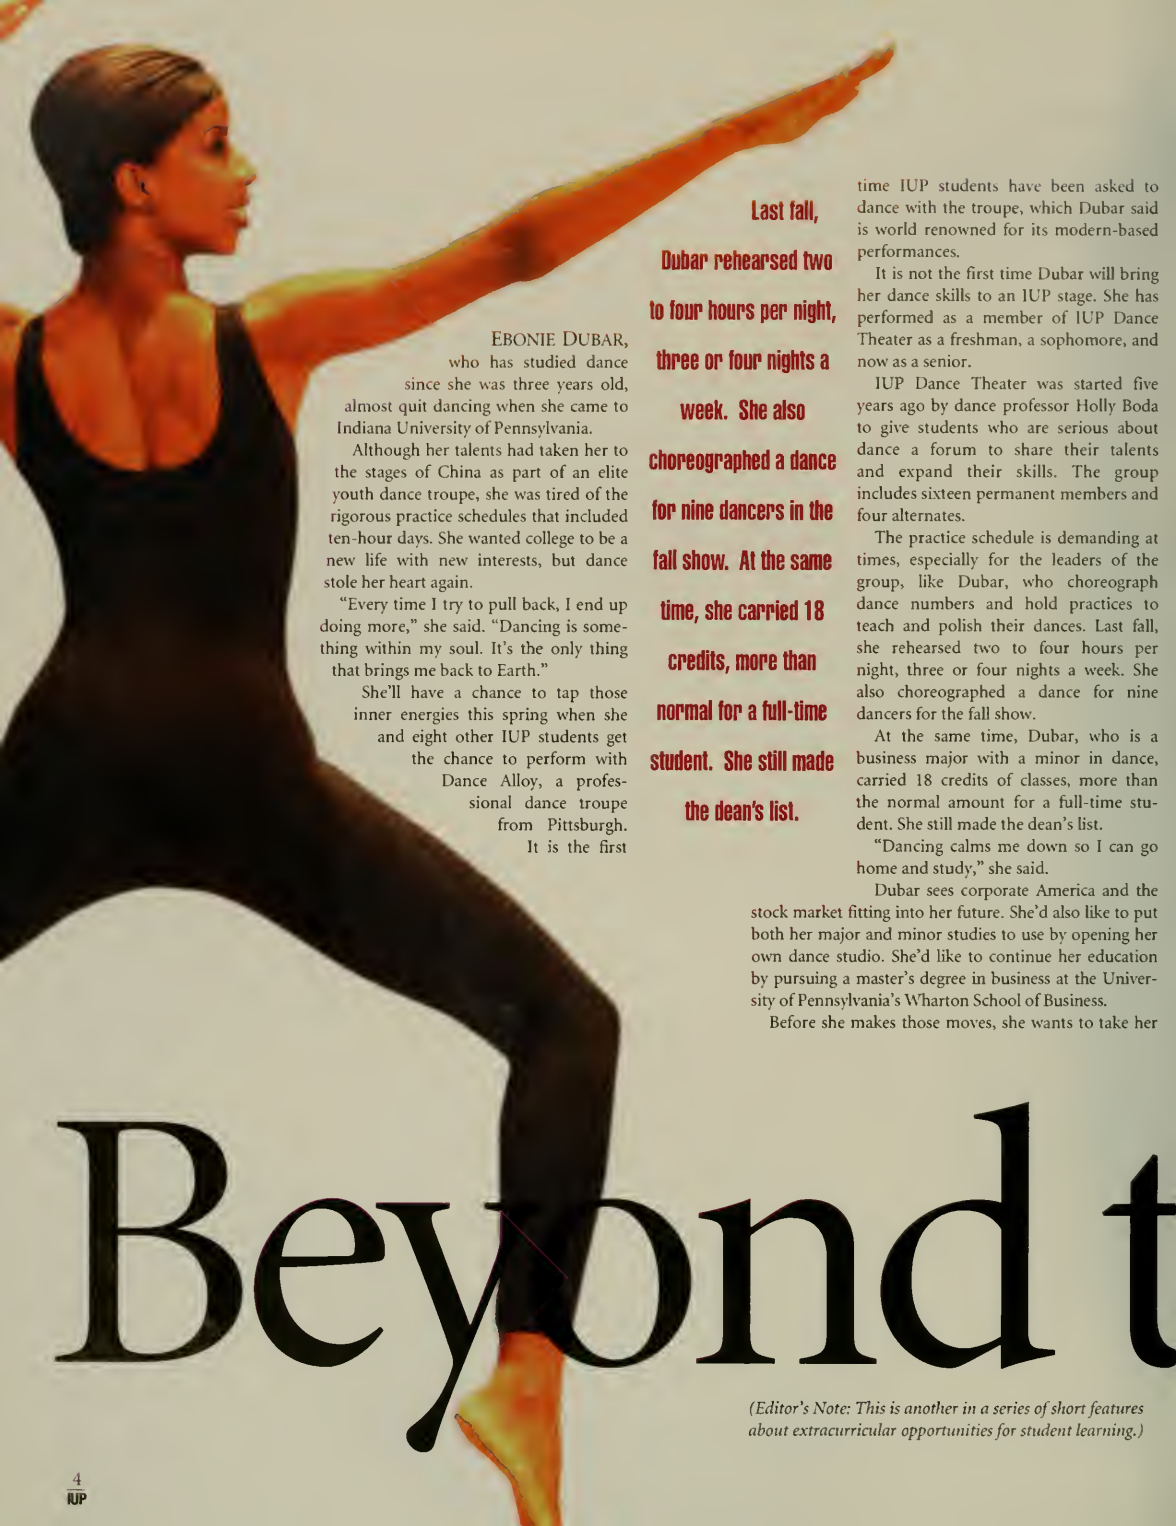 EBONIE DUBAR,
who has studied dance
since she was three years old,
almost quit dancing when she came to
Indiana University of Pennsylvania.
Although her talents had taken her to
the stages of China as part of an elite
youth dance troupe, she was tired of the
rigorous practice schedules that included
ten-hour days. She wanted college to be a
new life with new interests, but dance
stole her heart again.
“Every time I try to pull back, I end up
doing more,” she said. “Dancing is some-
thing within my soul. It’s the only thing
that brings me back to Earth.”
She’ll have a chance to tap those
inner energies this spring when she
and eight other IUP students get
the chance to perform with
Dance Alloy, a profes-
sional dance troupe
from Pittsburgh.
It is the first
Last fall,
Dubar rehearsed two
to four hours per night,
three or four nights a
week. She also
choreographed a dance
for nine dancers in the
fall show. At the same
time, she carried 18
credits, more than
normal for a full-time
student. She still made
the dean’s list.
time IUP students have been asked to
dance with the troupe, which Dubar said
is world renowned for its modern-based
performances.
It is not the first time Dubar will bring
her dance skills to an IUP stage. She has
performed as a member of IUP Dance
Theater as a freshman, a sophomore, and
now as a senior.
IUP Dance Theater was started five
years ago by dance professor Holly Boda
to give students who are serious about
dance a forum to share their talents
and expand their skills. The group
includes sixteen permanent members and
four alternates.
The practice schedule is demanding at
times, especially for the leaders of the
group, like Dubar, who choreograph
dance numbers and hold practices to
teach and polish their dances. Last fall,
she rehearsed two to four hours per
night, three or four nights a week. She
also choreographed a dance for nine
dancers for the fall show.
At the same time, Dubar, who is a
business major with a minor in dance,
carried 18 credits of classes, more than
the normal amount for a full-time stu-
dent. She still made the dean’s list.
“Dancing calms me down so I can go
home and study,” she said.
Dubar sees corporate America and the
stock market fitting into her future. She’d also like to put
both her major and minor studies to use by opening her
own dance studio. She’d like to continue her education
by pursuing a master’s degree in business at the Univer-
sity of Pennsylvania’s Wharton School of Business.
Before she makes those moves, she wants to take her
Beyond t
(Editor’s Note: This is another in a series of short features
about extracurricular opportunities for student learning.)
4
IUP